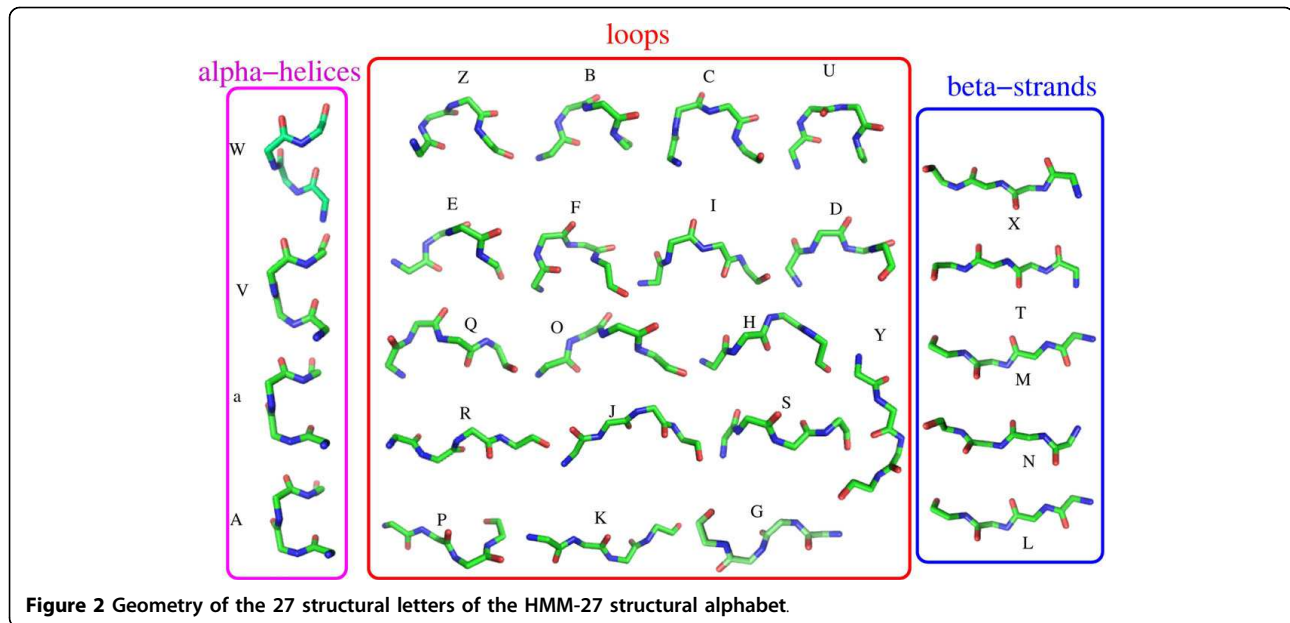 loops
alpha-helices
beta-strands
Z B C U
W
E F I D
X
V
T
Q O H Y
M
a
R J S
N
A
P K G
L
Figure 2 Geometry of the 27 structural letters of the HMM-27 structural alphabet.